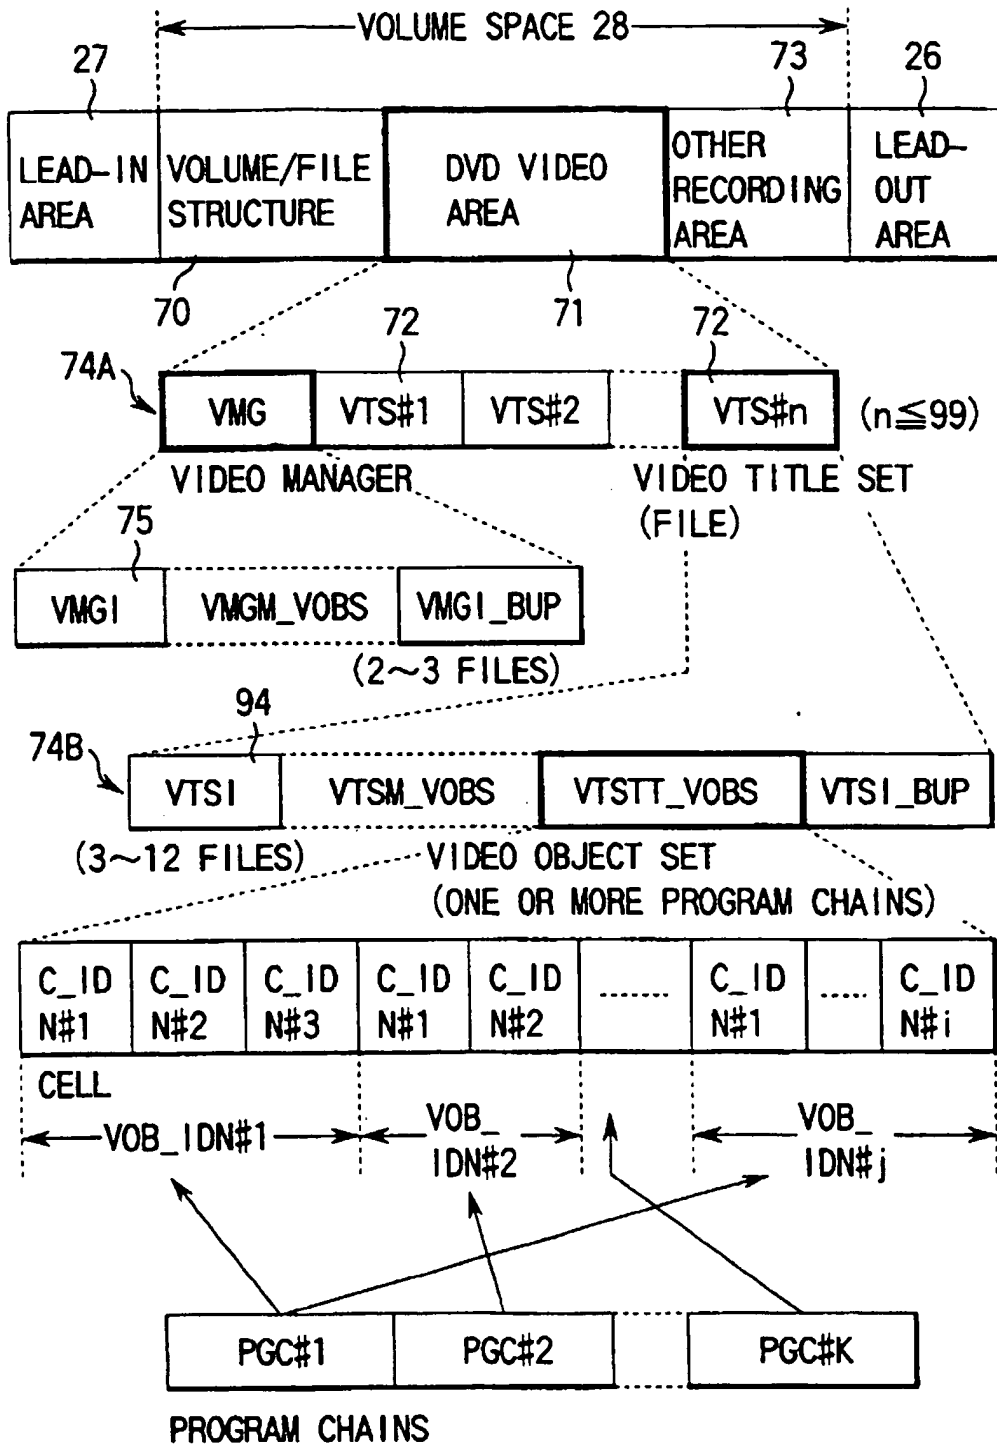 VOLUME SPACE 28
27
73
26
LEAD-IN
AREA
VOLUME/FILE
STRUCTURE
DVD VIDEO
AREA
OTHER
RECORDING
AREA
LEAD-
OUT
AREA
70
71
72
72
74A
VMG
VTS#1
VTS#2
VTS#n
(n≦99)
VIDEO MANAGER
VIDEO TITLE SET
(FILE)
75
VMGI
VMGM_VOBS
VMGI_BUP
(2~3 FILES)
94
74B
VTSI
VTSM_VOBS
VTSTT_VOBS
VTSI_BUP
(3~12 FILES)
VIDEO OBJECT SET
(ONE OR MORE PROGRAM CHAINS)
C_ID
N#1
C_ID
N#2
C_ID
N#3
C_ID
N#1
C_ID
N#2
C_ID
N#1
C_ID
N#i
CELL
VOB_IDN#1
VOB_
IDN#2
VOB_
IDN#j
PGC#1
PGC#2
PGC#K
PROGRAM CHAINS